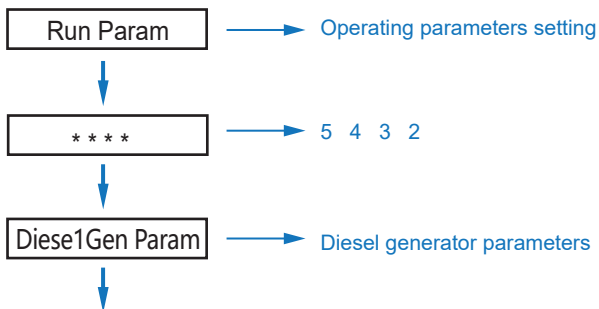 Run Param Operating parameters setting
* * * * 5 4 3 2
Diese1Gen Param Diesel generator parameters